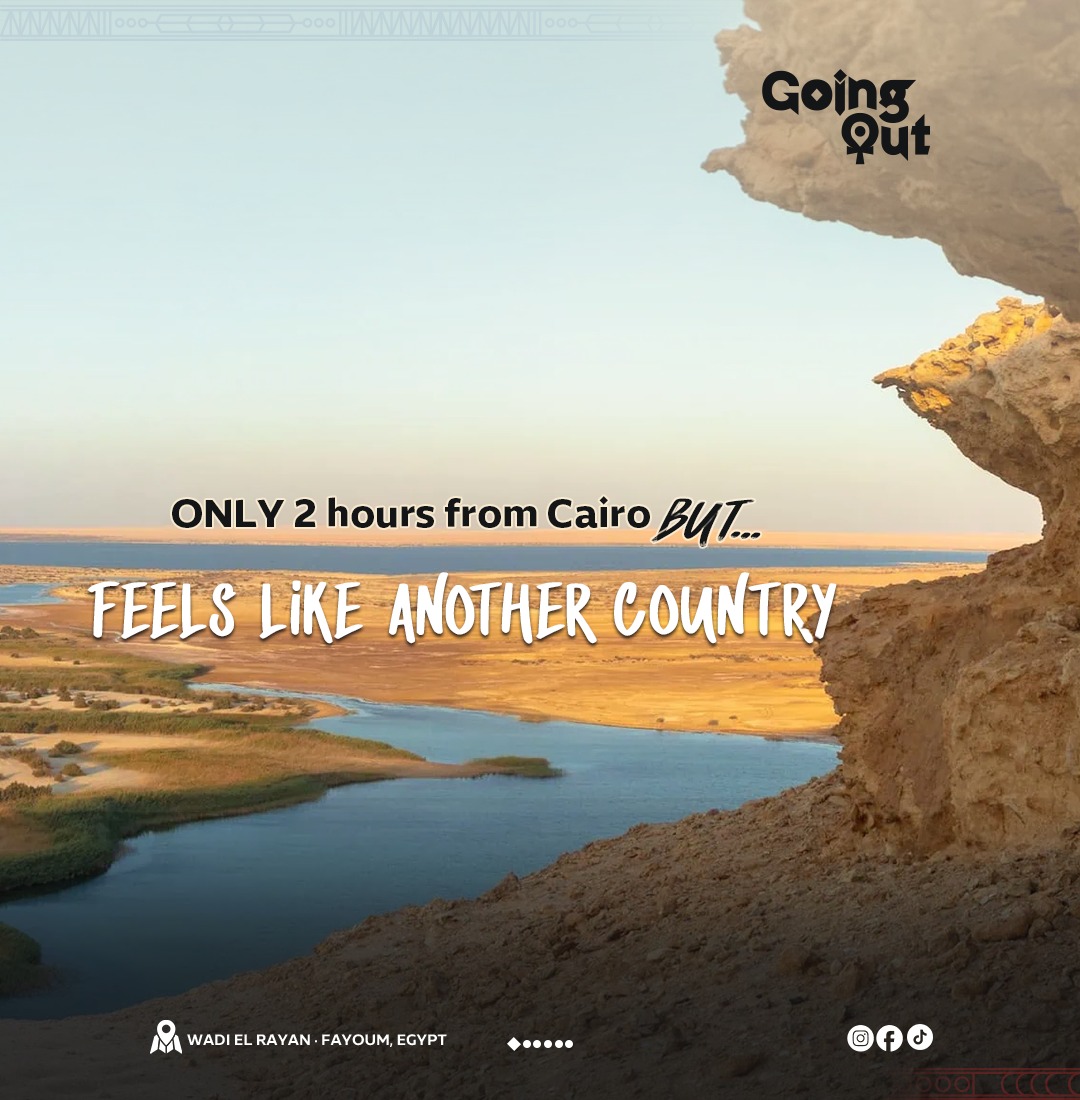 Going
Out
ONLY 2 hours from Cairo BUT...
FEELS LiKE ANOTHER COUNTRY
WADI EL RAYAN · FAYOUM, EGYPT